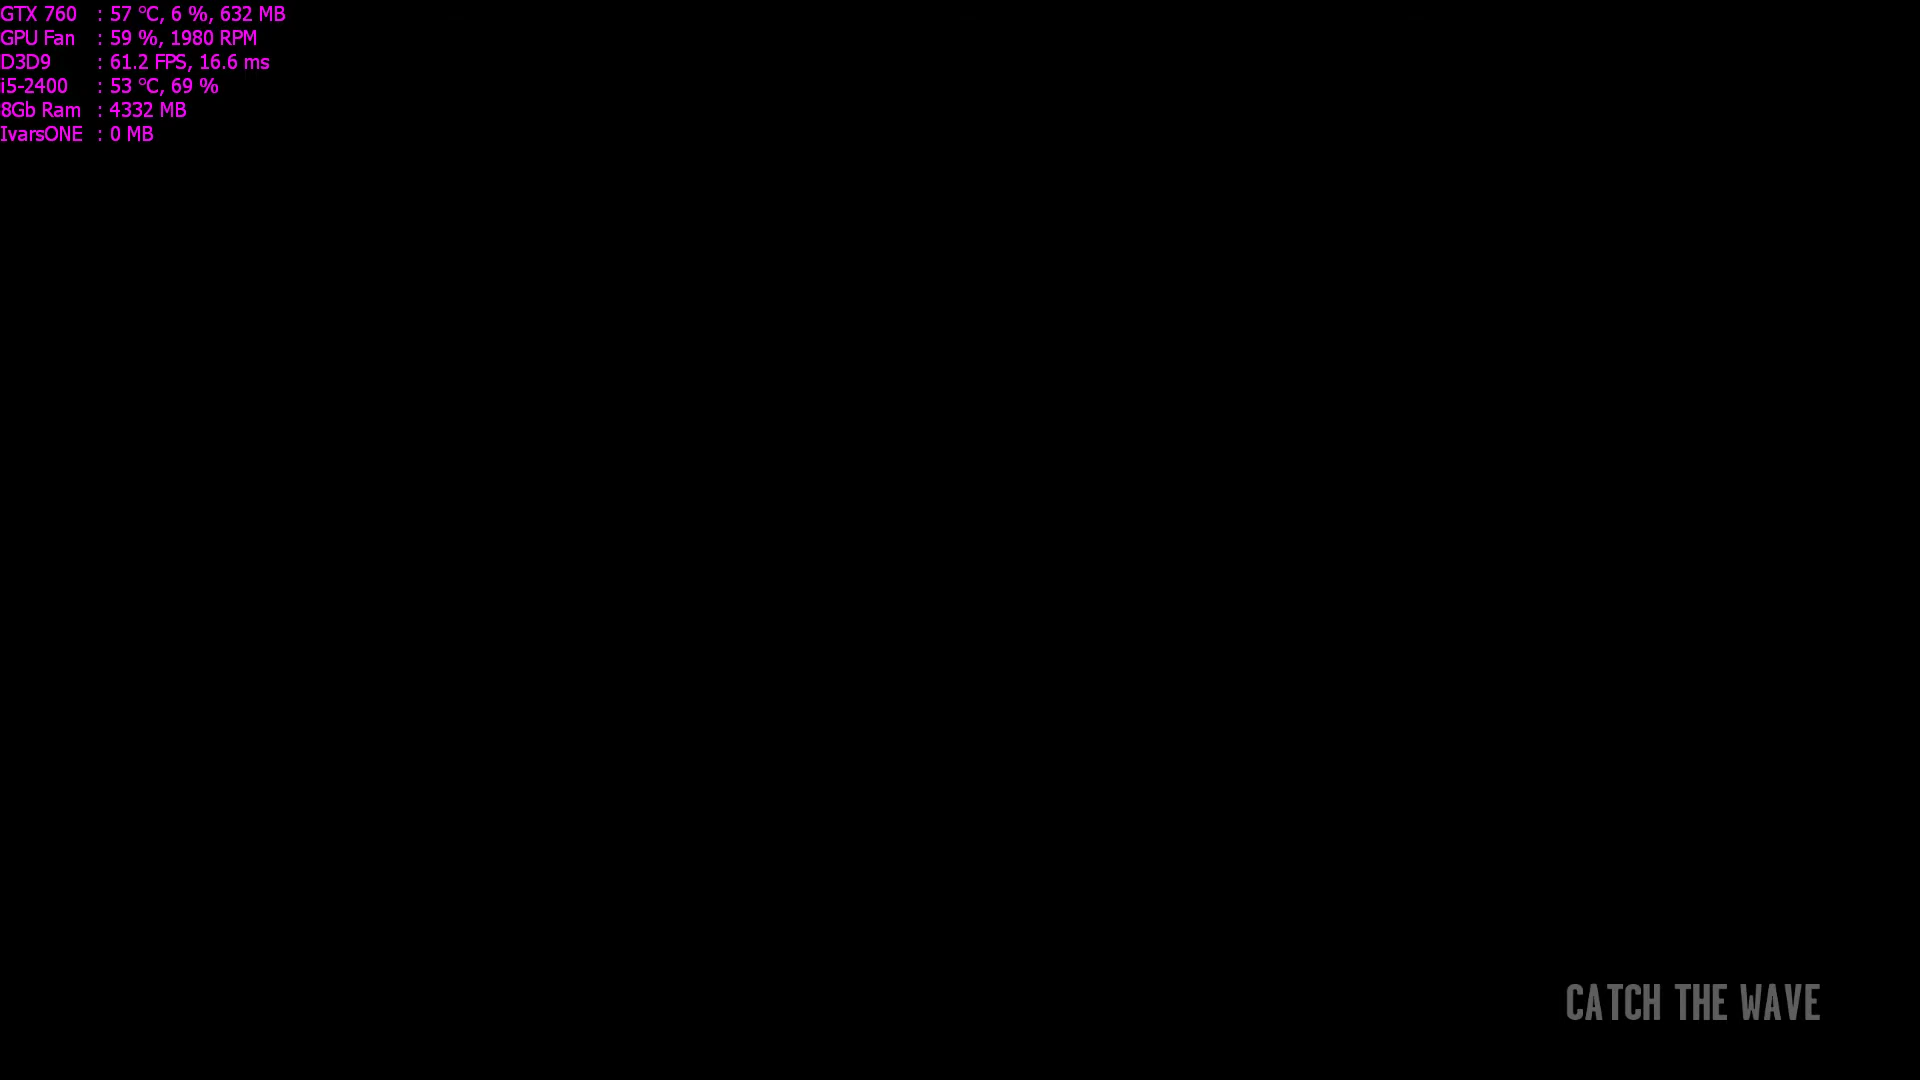 GTX 760 : 57 °C, 6 %, 632 MB
GPU Fan : 59 %, 1980 RPM
D3D9 : 61.2 FPS, 16.6 ms
i5-2400 : 53 °C, 69 %
8Gb Ram : 4332 MB
IvarsONE : 0 MB
CATCH THE WAVE